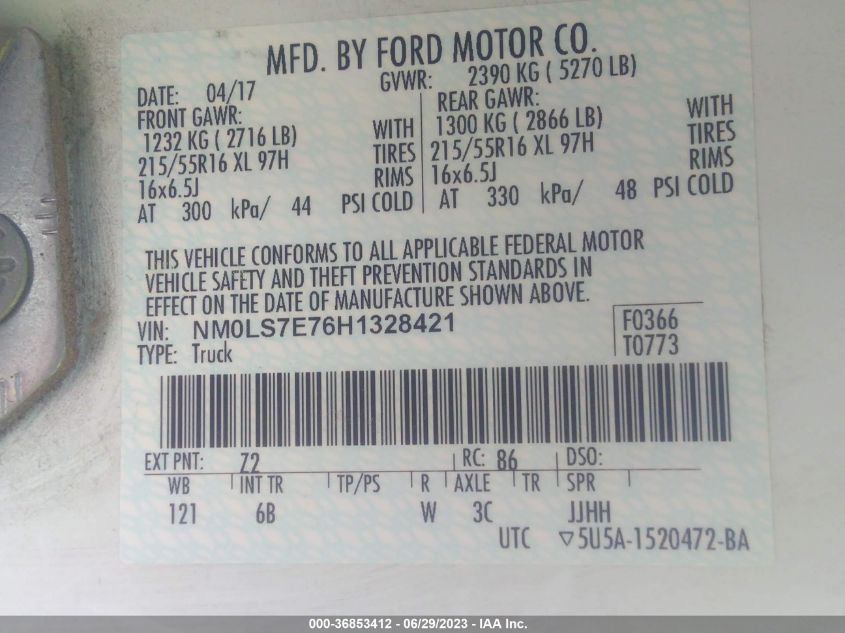 MFD. BY FORD MOTOR CO.
DATE: 04/17 GVWR: 2390 KG ( 5270 LB)
FRONT GAWR:
1232 KG ( 2716 LB) WITH
215/55R16 XL 97H TIRES
16x6.5J RIMS
AT 300 kPa/ 44 PSI COLD
REAR GAWR: WITH
1300 KG ( 2866 LB) TIRES
215/55R16 XL 97H RIMS
16x6.5J
AT 330 kPa/ 48 PSI COLD
THIS VEHICLE CONFORMS TO ALL APPLICABLE FEDERAL MOTOR
VEHICLE SAFETY AND THEFT PREVENTION STANDARDS IN
EFFECT ON THE DATE OF MANUFACTURE SHOWN ABOVE.
VIN: NM0LS7E76H1328421
TYPE: Truck
F0366
T0773
EXT PNT: Z2 RC: 86 DSO:
WB INT TR TP/PS R AXLE TR SPR
121 6B W 3C JJHH
UTC ▽5U5A-1520472-BA
000-36853412 - 06/29/2023 - IAA Inc.